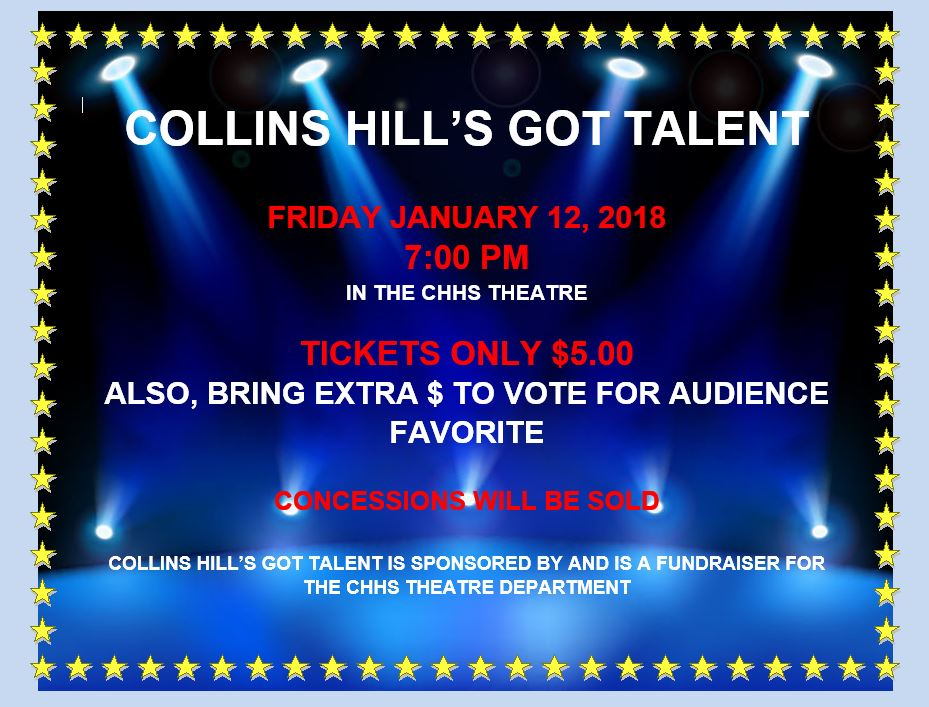 COLLINS HILL’S GOT TALENT
FRIDAY JANUARY 12, 2018
7:00 PM
IN THE CHHS THEATRE
TICKETS ONLY $5.00
ALSO, BRING EXTRA $ TO VOTE FOR AUDIENCE
FAVORITE
CONCESSIONS WILL BE SOLD
COLLINS HILL’S GOT TALENT IS SPONSORED BY AND IS A FUNDRAISER FOR
THE CHHS THEATRE DEPARTMENT